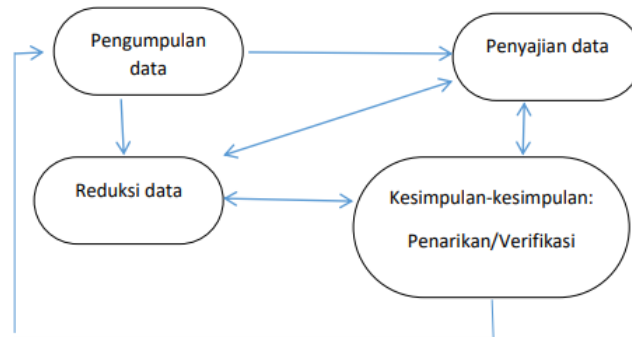 Pengumpulan
data
Penyajian data
Reduksi data
Kesimpulan-kesimpulan:
Penarikan/Verifikasi